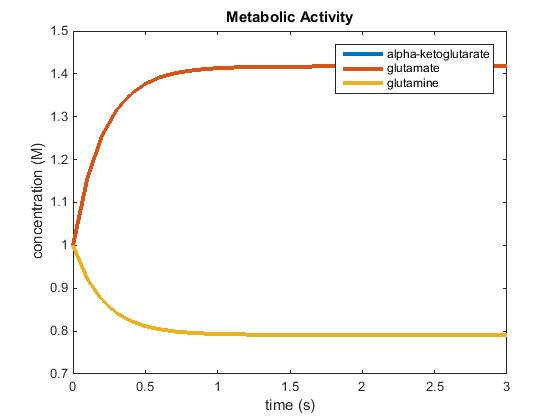 Metabolic Activity
1.5
1.4
1.3
1.2
1.1
1
0.9
0.8
0.7
concentration (M)
alpha-ketoglutarate
glutamate
glutamine
0
0.5
1
1.5
2
2.5
3
time (s)